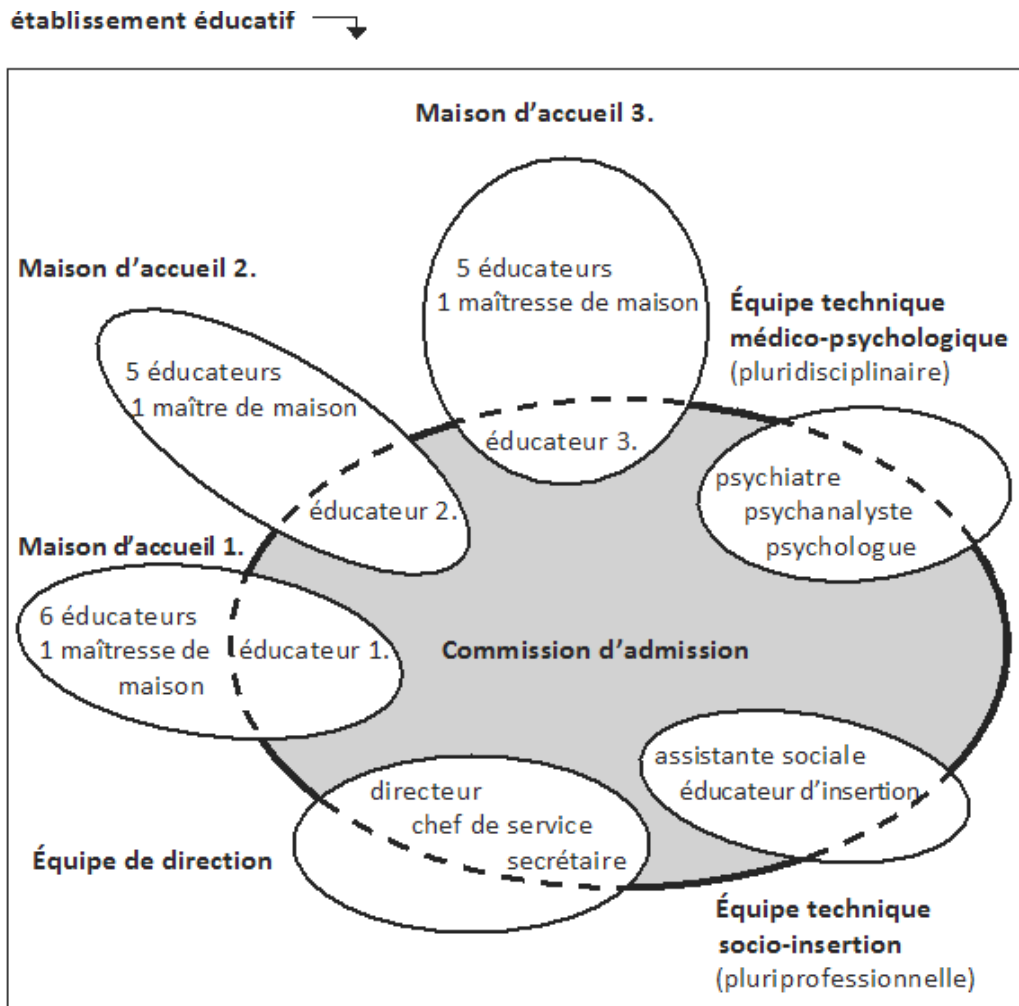 établissement éducatif
Maison d'accueil 3.
5 éducateurs
1 maîtresse de maison
éducateur 3.
Maison d'accueil 2.
5 éducateurs
1 maître de maison
éducateur 2.
Équipe technique
médico-psychologique
(pluridisciplinaire)
psychiatre
psychanalyste
psychologue
Maison d'accueil 1.
6 éducateurs
1 maîtresse de
maison
éducateur 1.
Commission d'admission
assistante sociale
éducateur d'insertion
directeur
chef de service
secrétaire
Équipe de direction
Équipe technique
socio-insertion
(pluriprofessionnelle)